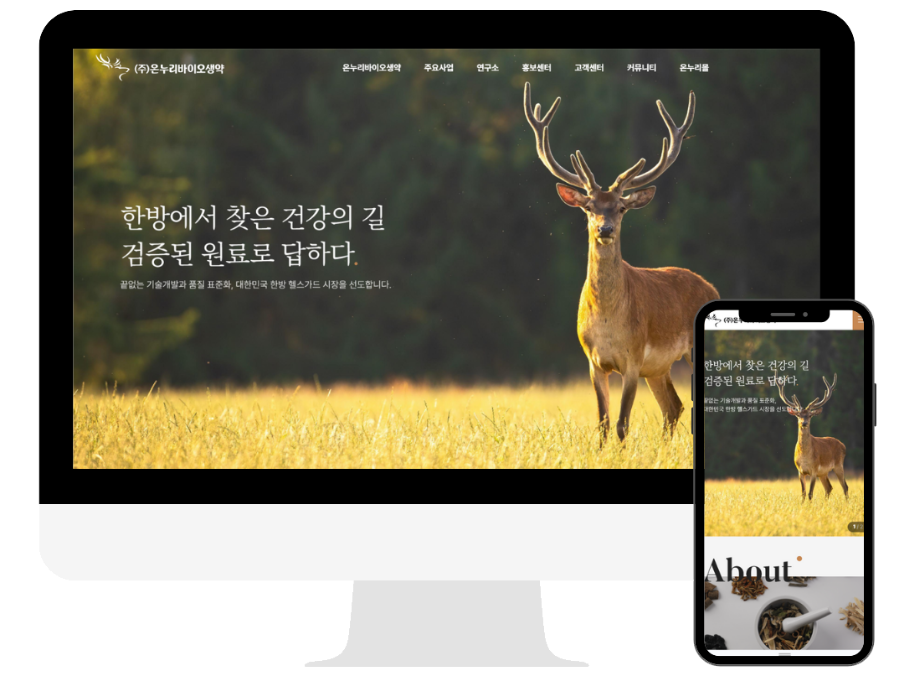 (주)온누리바이오생약
온누리바이오생약 주요사업 연구소 홍보센터 고객센터 커뮤니티 온누리몰
한방에서 찾은 건강의 길
검증된 원료로 답하다.
끝없는 기술개발과 품질 표준화, 대한민국 한방 헬스가드 시장을 선도합니다.
(주)온
한방에서 찾은 건강의 길
검증된 원료로 답하다.
끝없는 기술개발과 품질 표준화,
대한민국 한방 헬스가드 시장을 선도합니다.
About